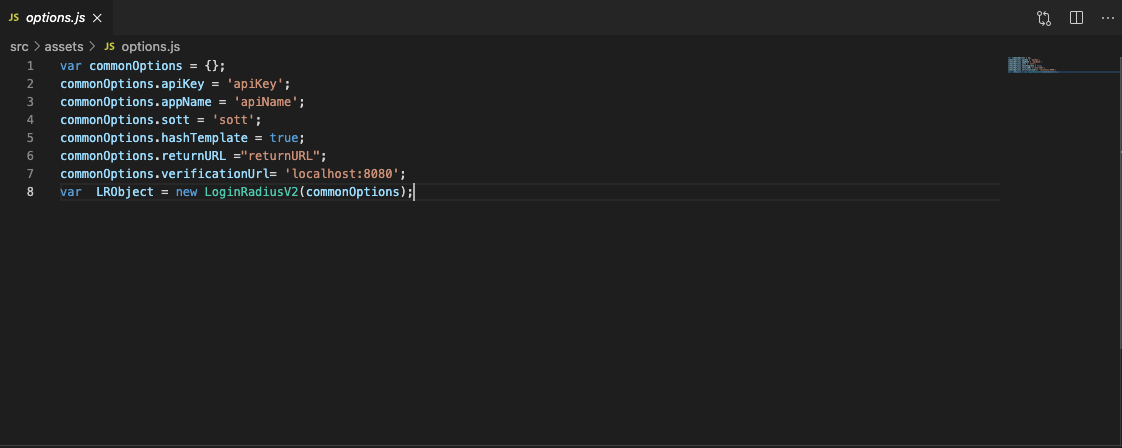 JS options.js ×
src > assets > JS options.js
1 var commonOptions = {};
2 commonOptions.apiKey = 'apiKey';
3 commonOptions.appName = 'apiName';
4 commonOptions.sott = 'sott';
5 commonOptions.hashTemplate = true;
6 commonOptions.returnURL ="returnURL";
7 commonOptions.verificationUrl= 'localhost:8080';
8 var  LRObject = new LoginRadiusV2(commonOptions);